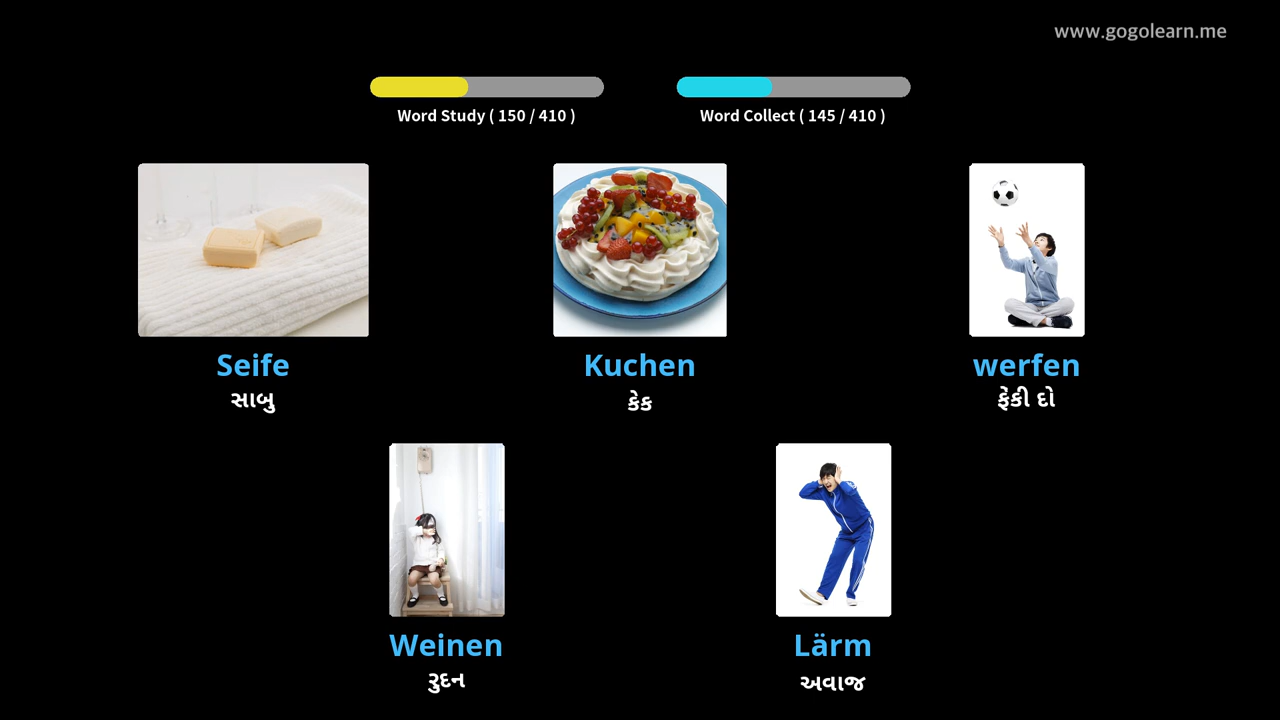 www.gogolearn.me
Word Study ( 150 / 410 )
Word Collect ( 145 / 410 )
Seife
સાબુ
Kuchen
કેક
werfen
ફેંકી દો
Weinen
રુદન
Lärm
અવાજ